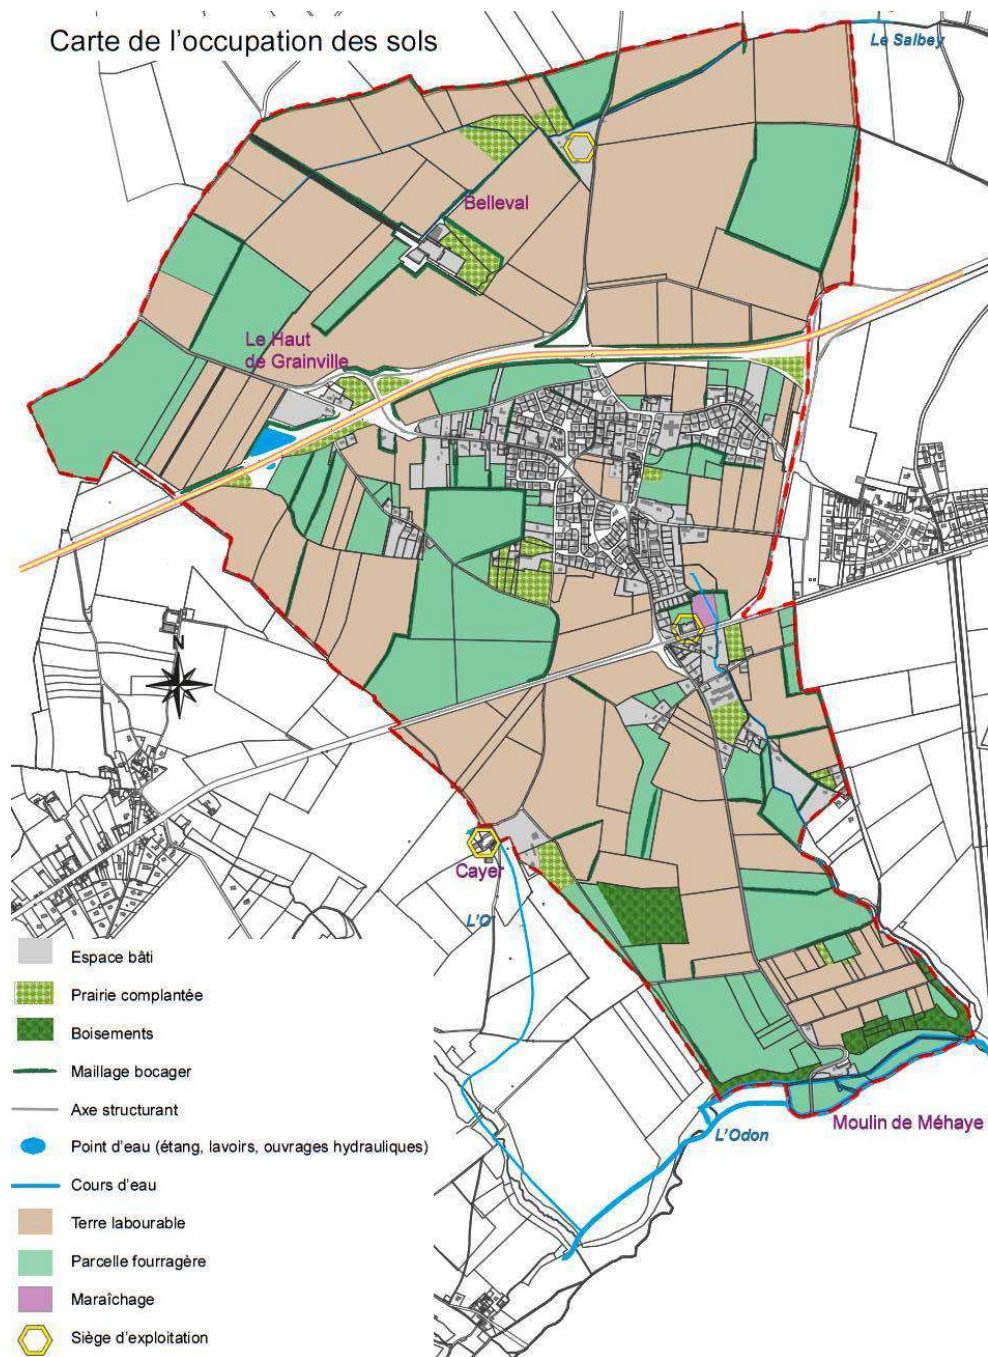 Carte de l'occupation des sols
Le Salbey
Belleval
Le Haut
de Grainville
N
Cayer
L'O
Espace bâti
Prairie complantée
Boisements
Maillage bocager
Axe structurant
Point d'eau (étang, lavoirs, ouvrages hydrauliques)
Cours d'eau
Terre labourable
Parcelle fourragère
Maraîchage
Siège d'exploitation
Moulin de Méhaye
L'Odon